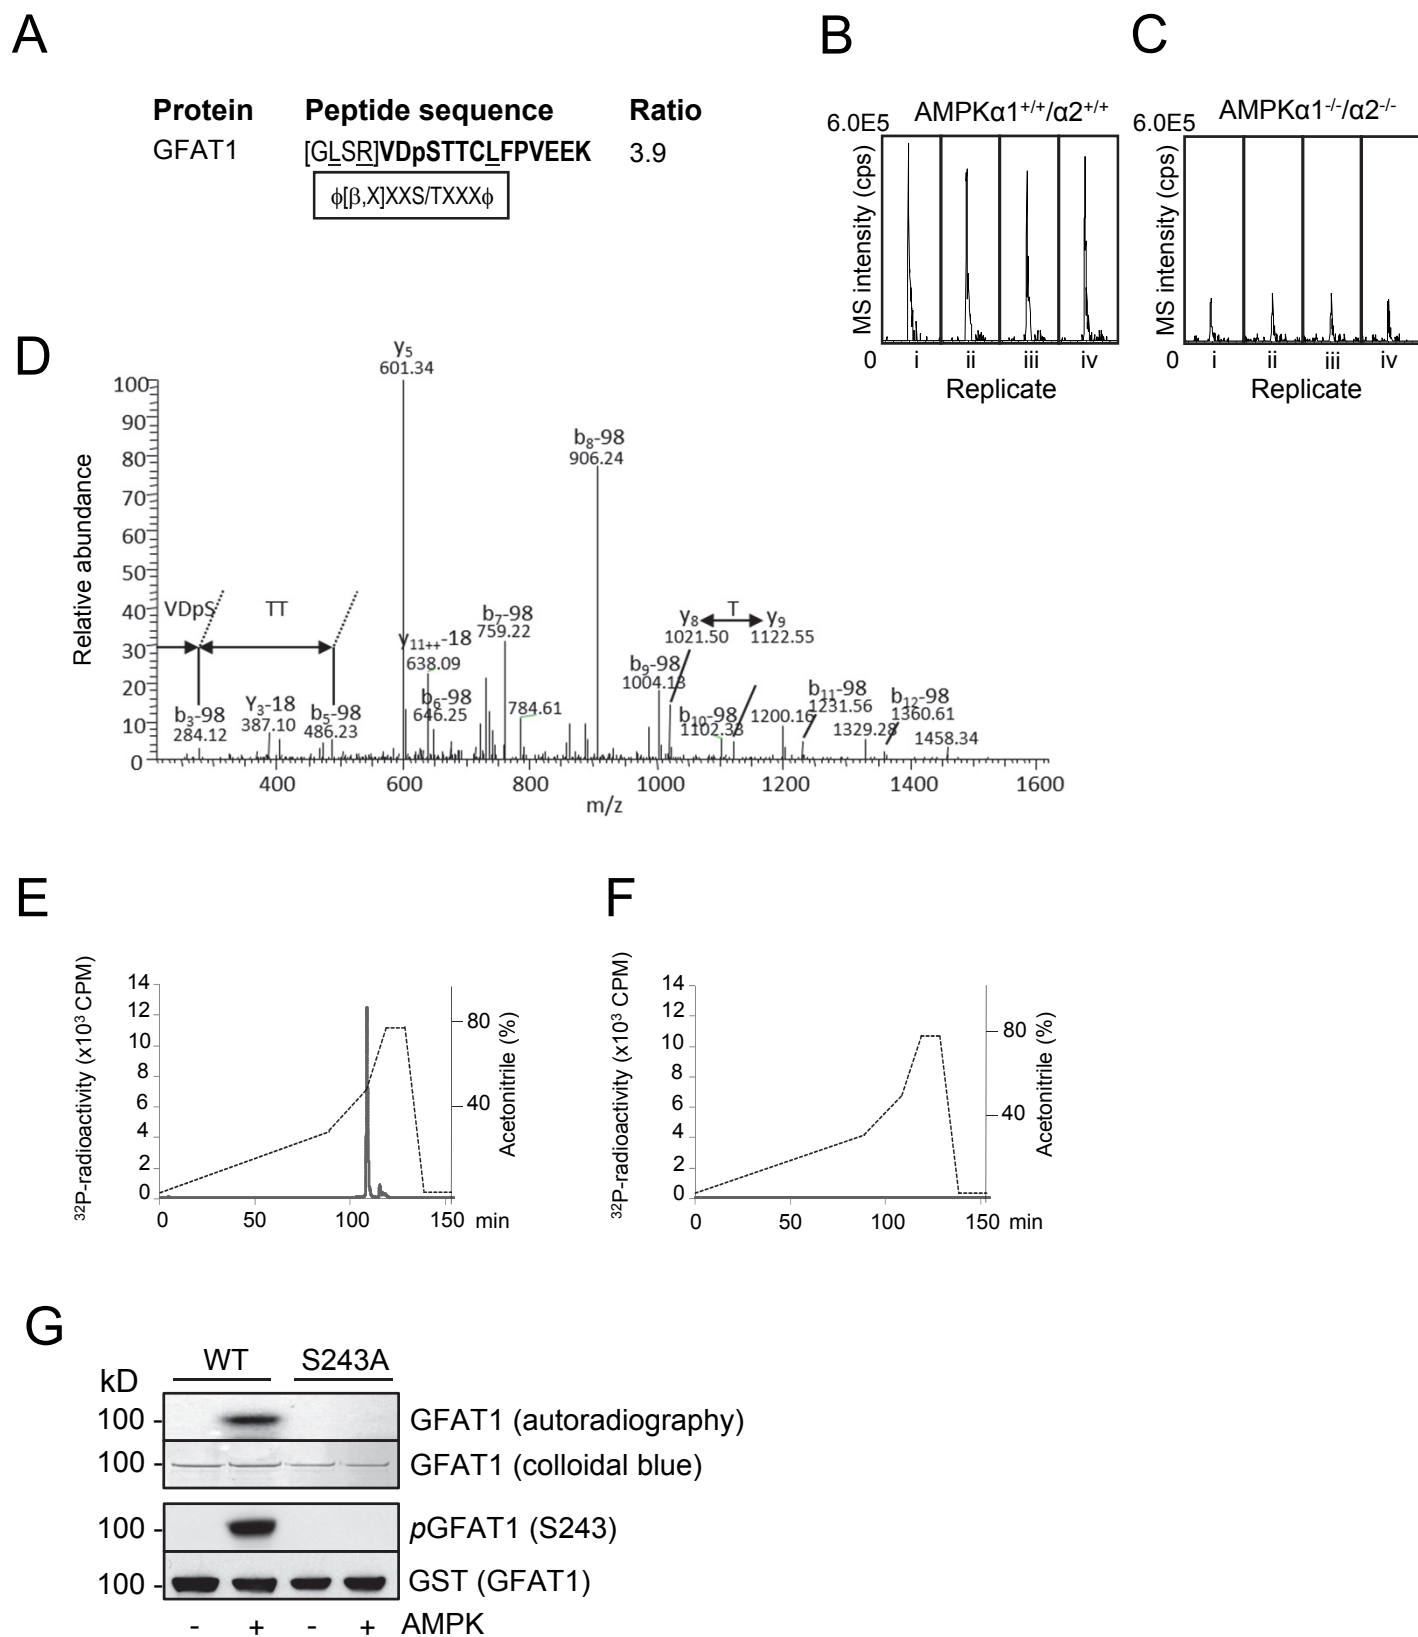 A
Protein Peptide sequence Ratio
GFAT1 [GLSR]VDpSTTCLFPVEEK 3.9
ϕ[β,X]XXS/TXXXϕ
B
AMPKα1+/+/α2+/+
6.0E5
MS intensity (cps)
0
i ii iii iv
Replicate
C
AMPKα1-/-/α2-/-
6.0E5
MS intensity (cps)
0
i ii iii iv
Replicate
D
Relative abundance
100
90
80
70
60
50
40
30
20
10
0
400 600 800 1000 1200 1400 1600
m/z
VDpS TT
b3-98
284.12
Y3-18
387.10
b5-98
486.23
y5
601.34
y11++-18
638.09
b6-98
646.25
b7-98
759.22
784.61
b8-98
906.24
b9-98
1004.13
y8 T y9
1021.50 1122.55
b10-98
1102.33
1200.16
b11-98
1231.56
1329.28
b12-98
1360.61
1458.34
E
32P-radioactivity (x103 CPM)
14
12
10
8
6
4
2
0
0 50 100 150 min
80
40
Acetonitrile (%)
F
32P-radioactivity (x103 CPM)
14
12
10
8
6
4
2
0
0 50 100 150 min
80
40
Acetonitrile (%)
G
WT S243A
kD
100 - GFAT1 (autoradiography)
100 - GFAT1 (colloidal blue)
100 - pGFAT1 (S243)
100 - GST (GFAT1)
- + - + AMPK